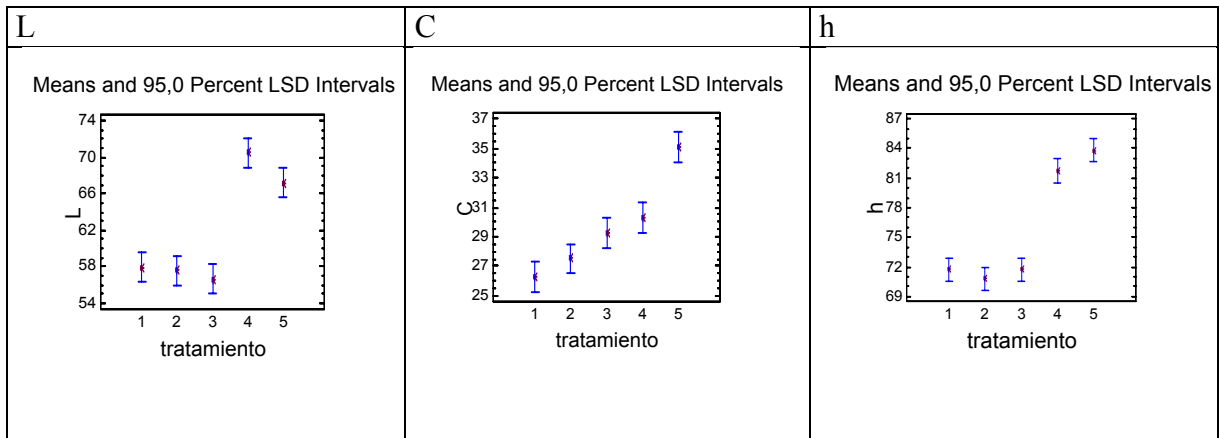 L
C
h
Means and 95,0 Percent LSD Intervals
74
70
66
62
58
54
L
1 2 3 4 5
tratamiento
Means and 95,0 Percent LSD Intervals
37
35
33
31
29
27
25
C
1 2 3 4 5
tratamiento
Means and 95,0 Percent LSD Intervals
87
84
81
78
75
72
69
h
1 2 3 4 5
tratamiento